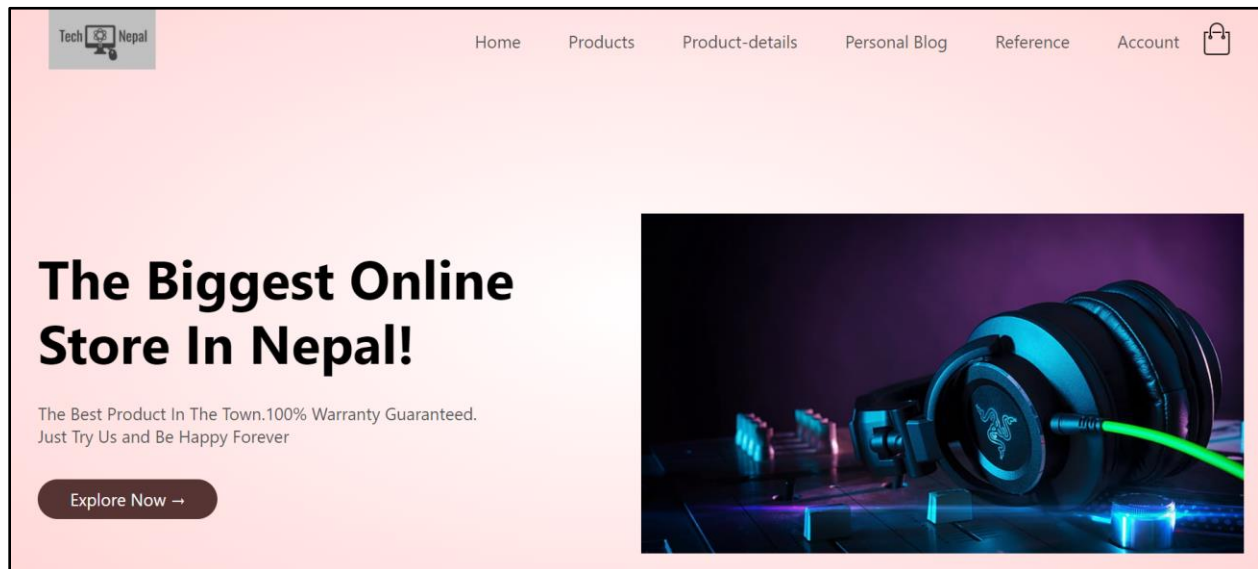 Tech Nepal
Home Products Product-details Personal Blog Reference Account
The Biggest Online
Store In Nepal!
The Best Product In The Town.100% Warranty Guaranteed.
Just Try Us and Be Happy Forever
Explore Now →